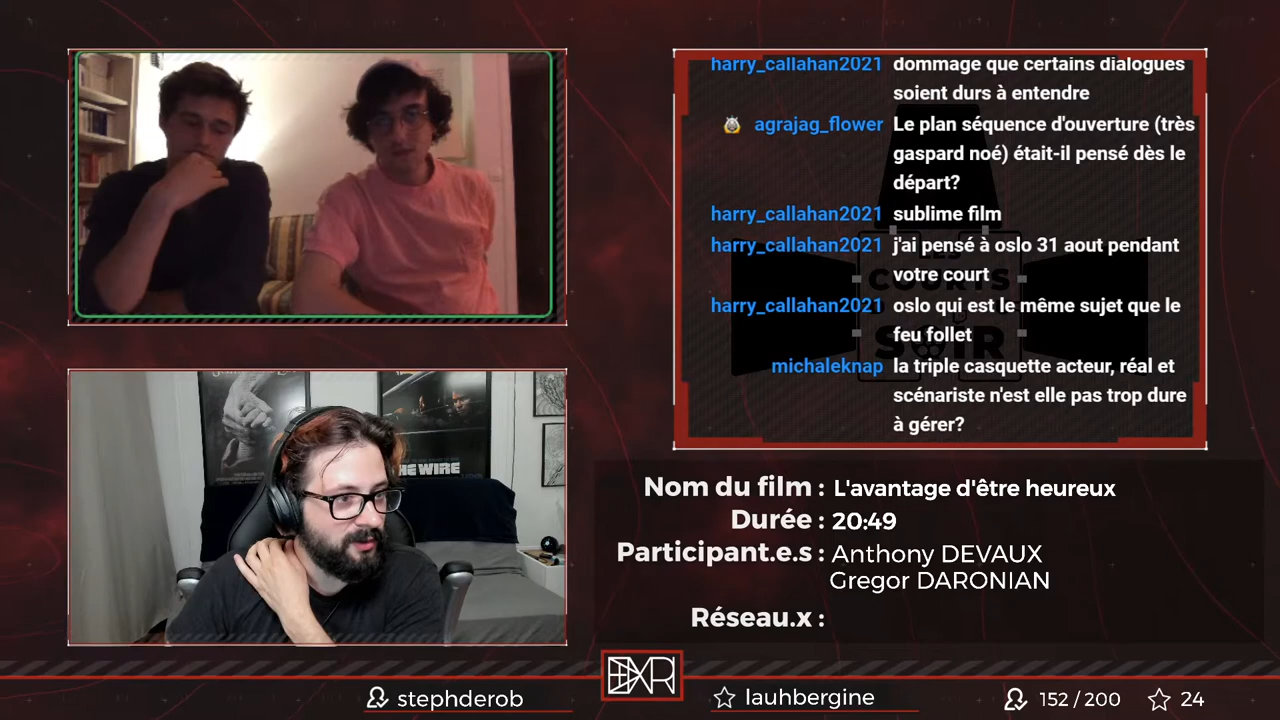 harry_callahan2021 dommage que certains dialogues
soient durs à entendre
agrajag_flower Le plan séquence d'ouverture (très
gaspard noé) était-il pensé dès le
départ?
harry_callahan2021 sublime film
harry_callahan2021 j'ai pensé à oslo 31 aout pendant
votre court
harry_callahan2021 oslo qui est le même sujet que le
feu follet
michaleknap la triple casquette acteur, réal et
scénariste n'est elle pas trop dure
à gérer?
COURTS
SOIR
THE WIRE
Nom du film : L'avantage d'être heureux
Durée : 20:49
Participant.e.s : Anthony DEVAUX
Gregor DARONIAN
Réseau.x :
stephderob
lauhbergine
152 / 200
24